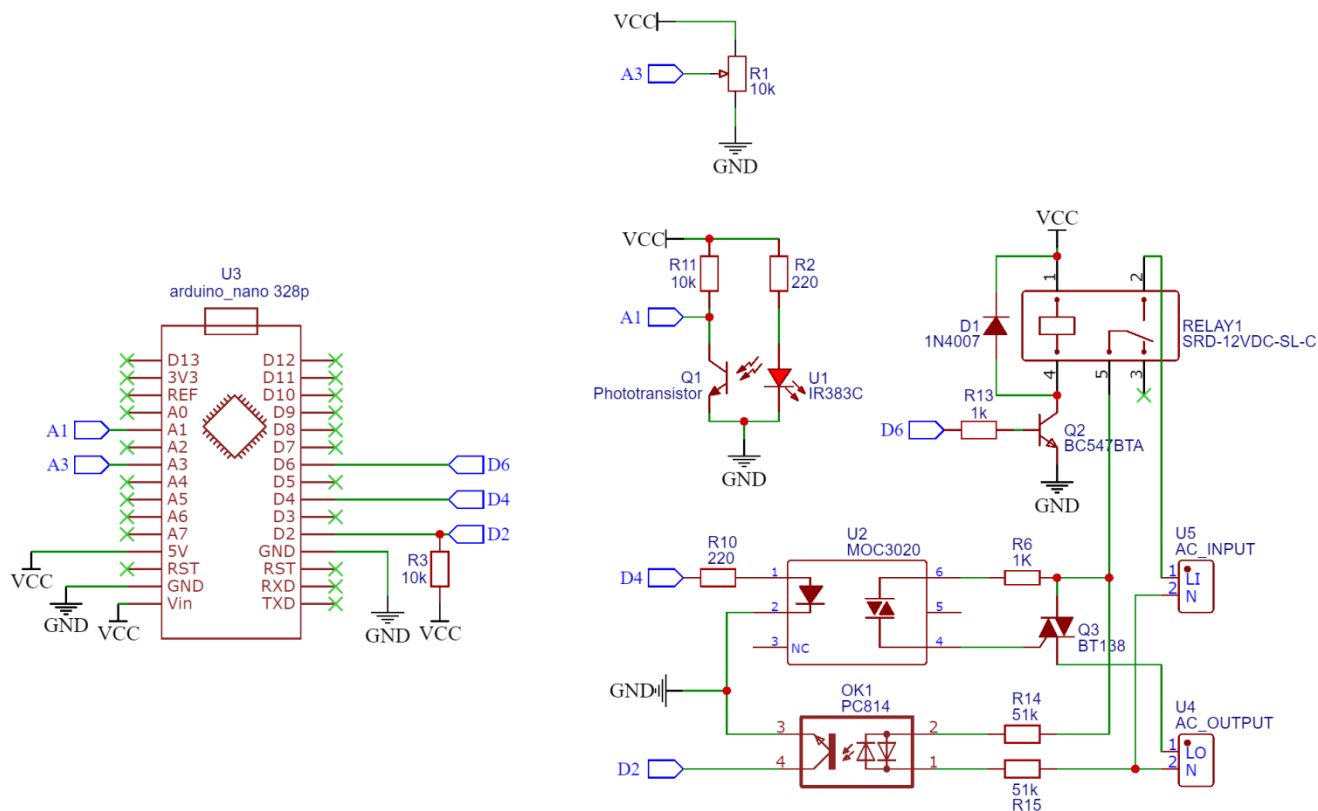 VCC
A3
R1
10k
GND
VCC
R11
10k
R2
220
A1
Q1
Phototransistor
U1
IR383C
GND
VCC
1
2
D1
1N4007
RELAY1
SRD-12VDC-SL-C
4
5
3
R13
1k
D6
Q2
BC547BTA
GND
U3
arduino_nano 328p
D13
D12
3V3
D11
REF
D10
A0
D9
A1
A1
D8
A2
D7
A3
A3
D6
D6
A4
D5
A5
D4
D4
A6
D3
A7
D2
D2
5V
GND
VCC
RST
RST
R3
10k
GND
RXD
GND
Vin
TXD
VCC
GND
VCC
D4
R10
220
U2
MOC3020
1
6
2
5
3
NC
4
R6
1K
Q3
BT138
U5
AC_INPUT
1
LI
2
N
GND
OK1
PC814
3
2
4
1
D2
R14
51k
51k
R15
U4
AC_OUTPUT
1
LO
2
N